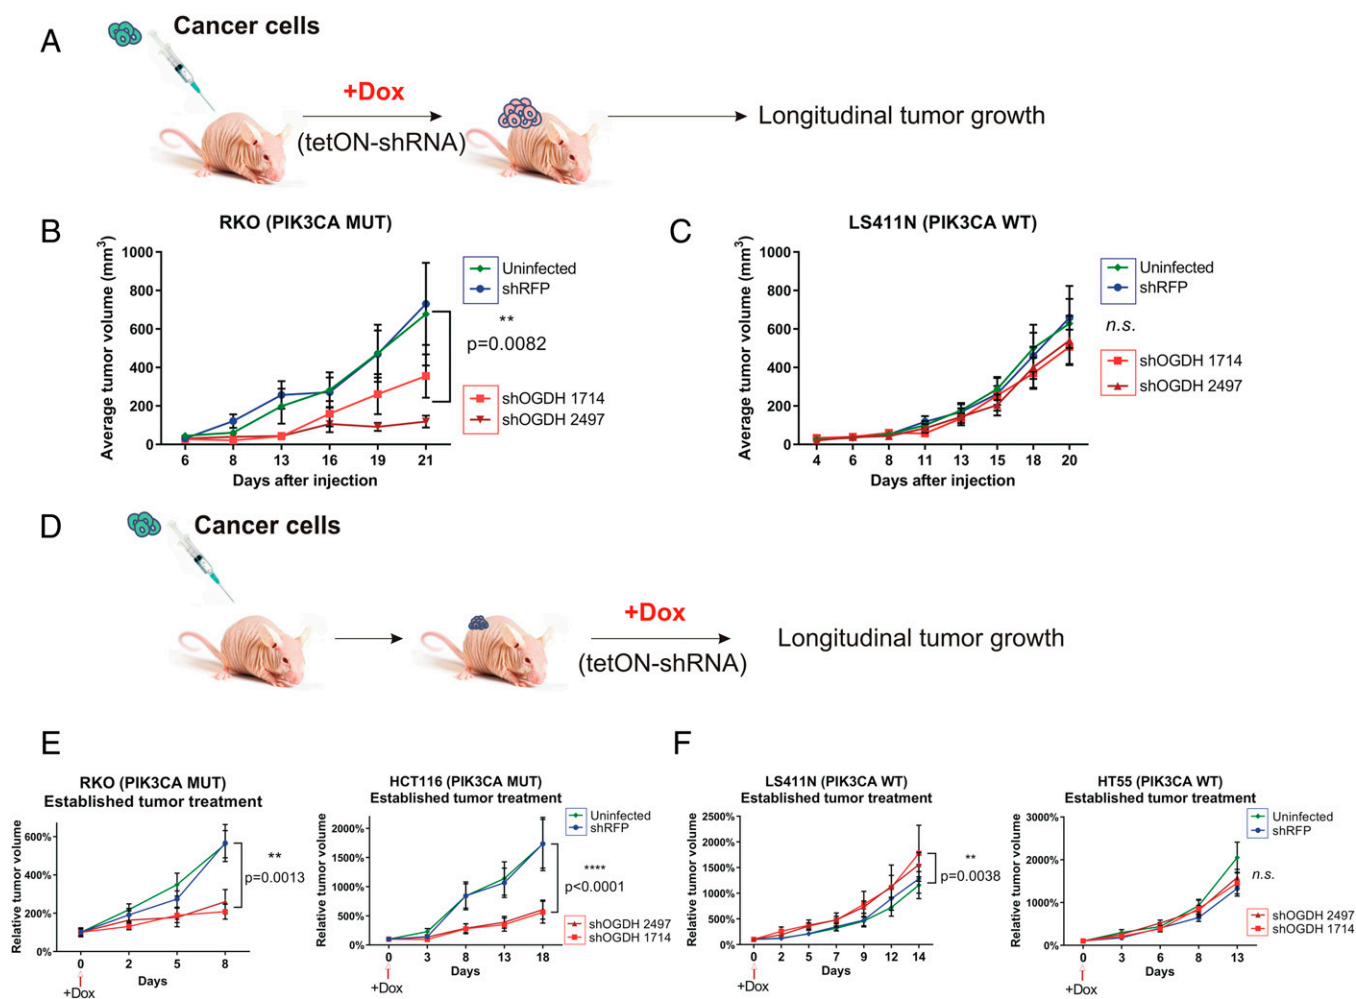 A
Cancer cells
+Dox
(tetON-shRNA)
Longitudinal tumor growth
B
RKO (PIK3CA MUT)
Average tumor volume (mm3)
1000
800
600
400
200
0
6 8 13 16 19 21
Days after injection
Uninfected
shRFP
**
p=0.0082
shOGDH 1714
shOGDH 2497
C
LS411N (PIK3CA WT)
Average tumor volume (mm3)
1000
800
600
400
200
0
4 6 8 11 13 15 18 20
Days after injection
Uninfected
shRFP
n.s.
shOGDH 1714
shOGDH 2497
D
Cancer cells
+Dox
(tetON-shRNA)
Longitudinal tumor growth
E
RKO (PIK3CA MUT)
Established tumor treatment
Relative tumor volume
600%
400%
200%
0%
0 2 5 8
Days
+Dox
**
p=0.0013
HCT116 (PIK3CA MUT)
Established tumor treatment
Relative tumor volume
2000%
1500%
1000%
500%
0%
0 3 8 13 18
Days
+Dox
Uninfected
shRFP
****
p<0.0001
shOGDH 2497
shOGDH 1714
F
LS411N (PIK3CA WT)
Established tumor treatment
Relative tumor volume
2500%
2000%
1500%
1000%
500%
0%
0 2 5 7 9 12 14
Days
+Dox
**
p=0.0038
HT55 (PIK3CA WT)
Established tumor treatment
Relative tumor volume
3000%
2000%
1000%
0%
0 3 6 8 13
Days
+Dox
Uninfected
shRFP
n.s.
shOGDH 2497
shOGDH 1714